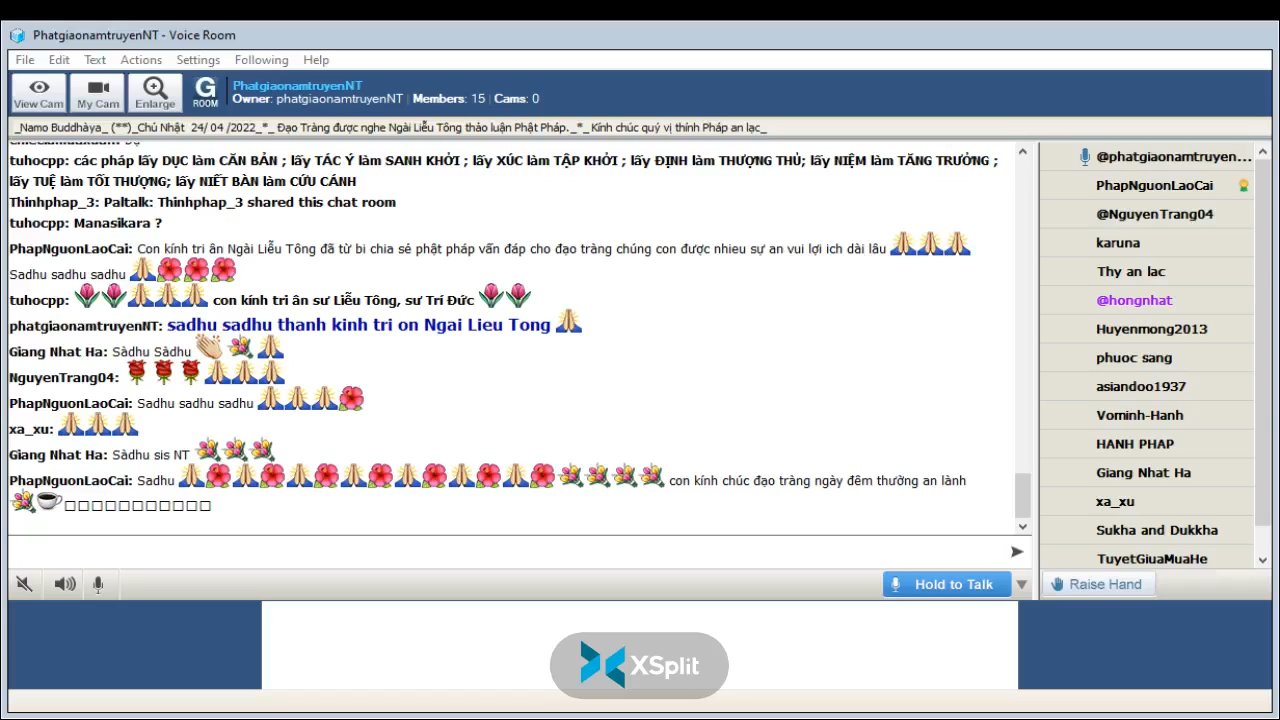 PhatgiaonamtruyenNT - Voice Room
File Edit Text Actions Settings Following Help
View Cam My Cam Enlarge G ROOM
PhatgiaonamtruyenNT
Owner: phatgiaonamtruyenNT | Members: 15 | Cams: 0
_Namo Buddhàya_ (**)_Chủ Nhật 24/ 04 /2022_*_ Đạo Tràng được nghe Ngài Liễu Tông thảo luận Phật Pháp._*_ Kính chúc quý vị thính Pháp an lạc_
tuhocpp: các pháp lấy DỤC làm CĂN BẢN ; lấy TÁC Ý làm SANH KHỞI ; lấy XÚC làm TẬP KHỞI ; lấy ĐỊNH làm THƯỢNG THỦ; lấy NIỆM làm TĂNG TRƯỞNG ;
lấy TUỆ làm TỐI THƯỢNG; lấy NIẾT BÀN làm CỨU CÁNH
Thinhphap_3: Paltalk: Thinhphap_3 shared this chat room
tuhocpp: Manasikara ?
PhapNguonLaoCai: Con kính tri ân Ngài Liễu Tông đã từ bi chia sẻ phật pháp vấn đáp cho đạo tràng chúng con được nhieu sự an vui lợi ich dài lâu 🙏🙏🙏
Sadhu sadhu sadhu 🙏🌺🌺🌺
tuhocpp: 🌷🌷🙏🙏🙏 con kính tri ân sư Liễu Tông, sư Trí Đức 🌷🌷
phatgiaonamtruyenNT: sadhu sadhu thanh kinh tri on Ngai Lieu Tong 🙏
Giang Nhat Ha: Sàdhu Sàdhu 👏💐🙏
NguyenTrang04: 🌹🌹🌹🙏🙏🙏
PhapNguonLaoCai: Sadhu sadhu sadhu 🙏🙏🙏🌺
xa_xu: 🙏🙏🙏
Giang Nhat Ha: Sàdhu sis NT 💐💐💐
PhapNguonLaoCai: Sadhu 🙏🌺🙏🌺🙏🌺🙏🌺🙏🌺🙏🌺🙏🌺💐💐💐💐 con kính chúc đạo tràng ngày đêm thường an lành
💐☕□□□□□□□□□□□
@phatgiaonamtruyen...
PhapNguonLaoCai
@NguyenTrang04
karuna
Thy an lac
@hongnhat
Huyenmong2013
phuoc sang
asiandoo1937
Vominh-Hanh
HANH PHAP
Giang Nhat Ha
xa_xu
Sukha and Dukkha
TuyetGiuaMuaHe
Hold to Talk
Raise Hand
XSplit